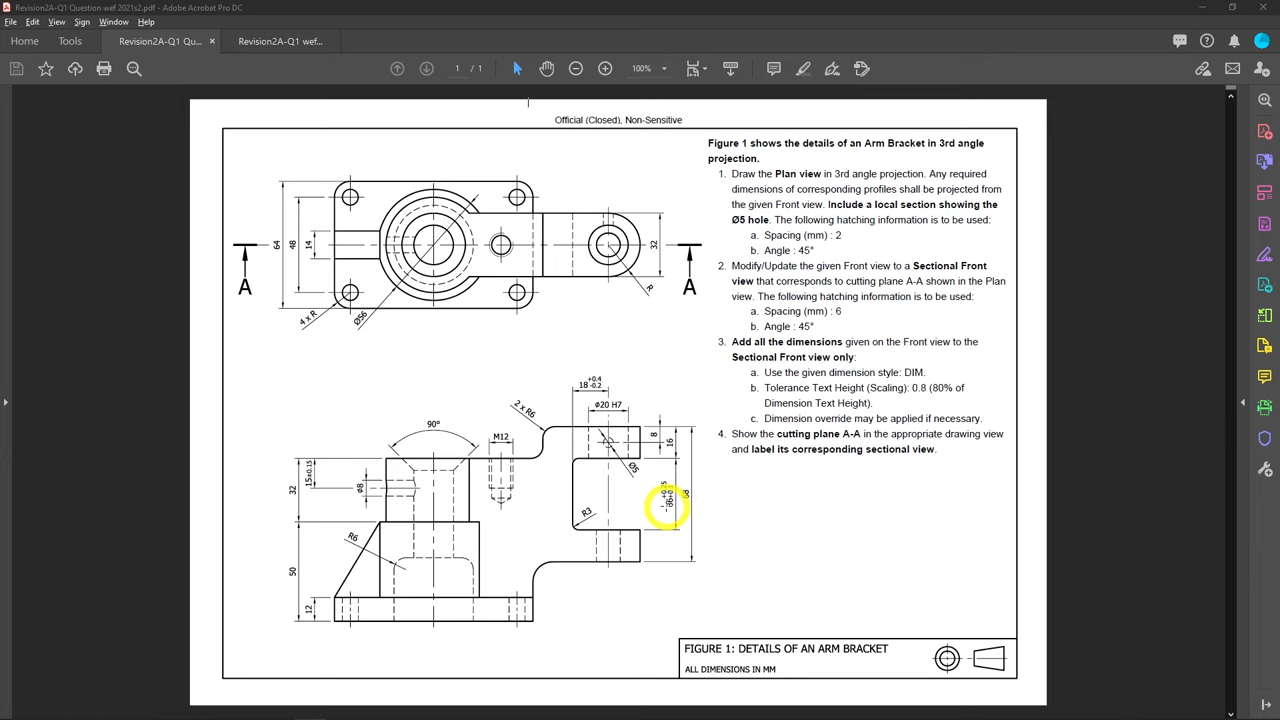 Revision2A-Q1 Question wef 2021s2.pdf - Adobe Acrobat Pro DC
File Edit View Sign Window Help
Home Tools Revision2A-Q1 Qu... × Revision2A-Q1 wef...
1 / 1 100%
Official (Closed), Non-Sensitive
Figure 1 shows the details of an Arm Bracket in 3rd angle
projection.
1. Draw the Plan view in 3rd angle projection. Any required
dimensions of corresponding profiles shall be projected from
the given Front view. Include a local section showing the
Ø5 hole. The following hatching information is to be used:
a. Spacing (mm) : 2
b. Angle : 45°
2. Modify/Update the given Front view to a Sectional Front
view that corresponds to cutting plane A-A shown in the Plan
view. The following hatching information is to be used:
a. Spacing (mm) : 6
b. Angle : 45°
3. Add all the dimensions given on the Front view to the
Sectional Front view only:
a. Use the given dimension style: DIM.
b. Tolerance Text Height (Scaling): 0.8 (80% of
Dimension Text Height).
c. Dimension override may be applied if necessary.
4. Show the cutting plane A-A in the appropriate drawing view
and label its corresponding sectional view.
64
48
14
32
A
A
R
4 x R
Ø56
18 +0.4 -0.2
2 x R6
φ20 H7
90°
M12
8
16
Ø5
15±0.15
32
φ8
R3
R6
50
12
FIGURE 1: DETAILS OF AN ARM BRACKET
ALL DIMENSIONS IN MM